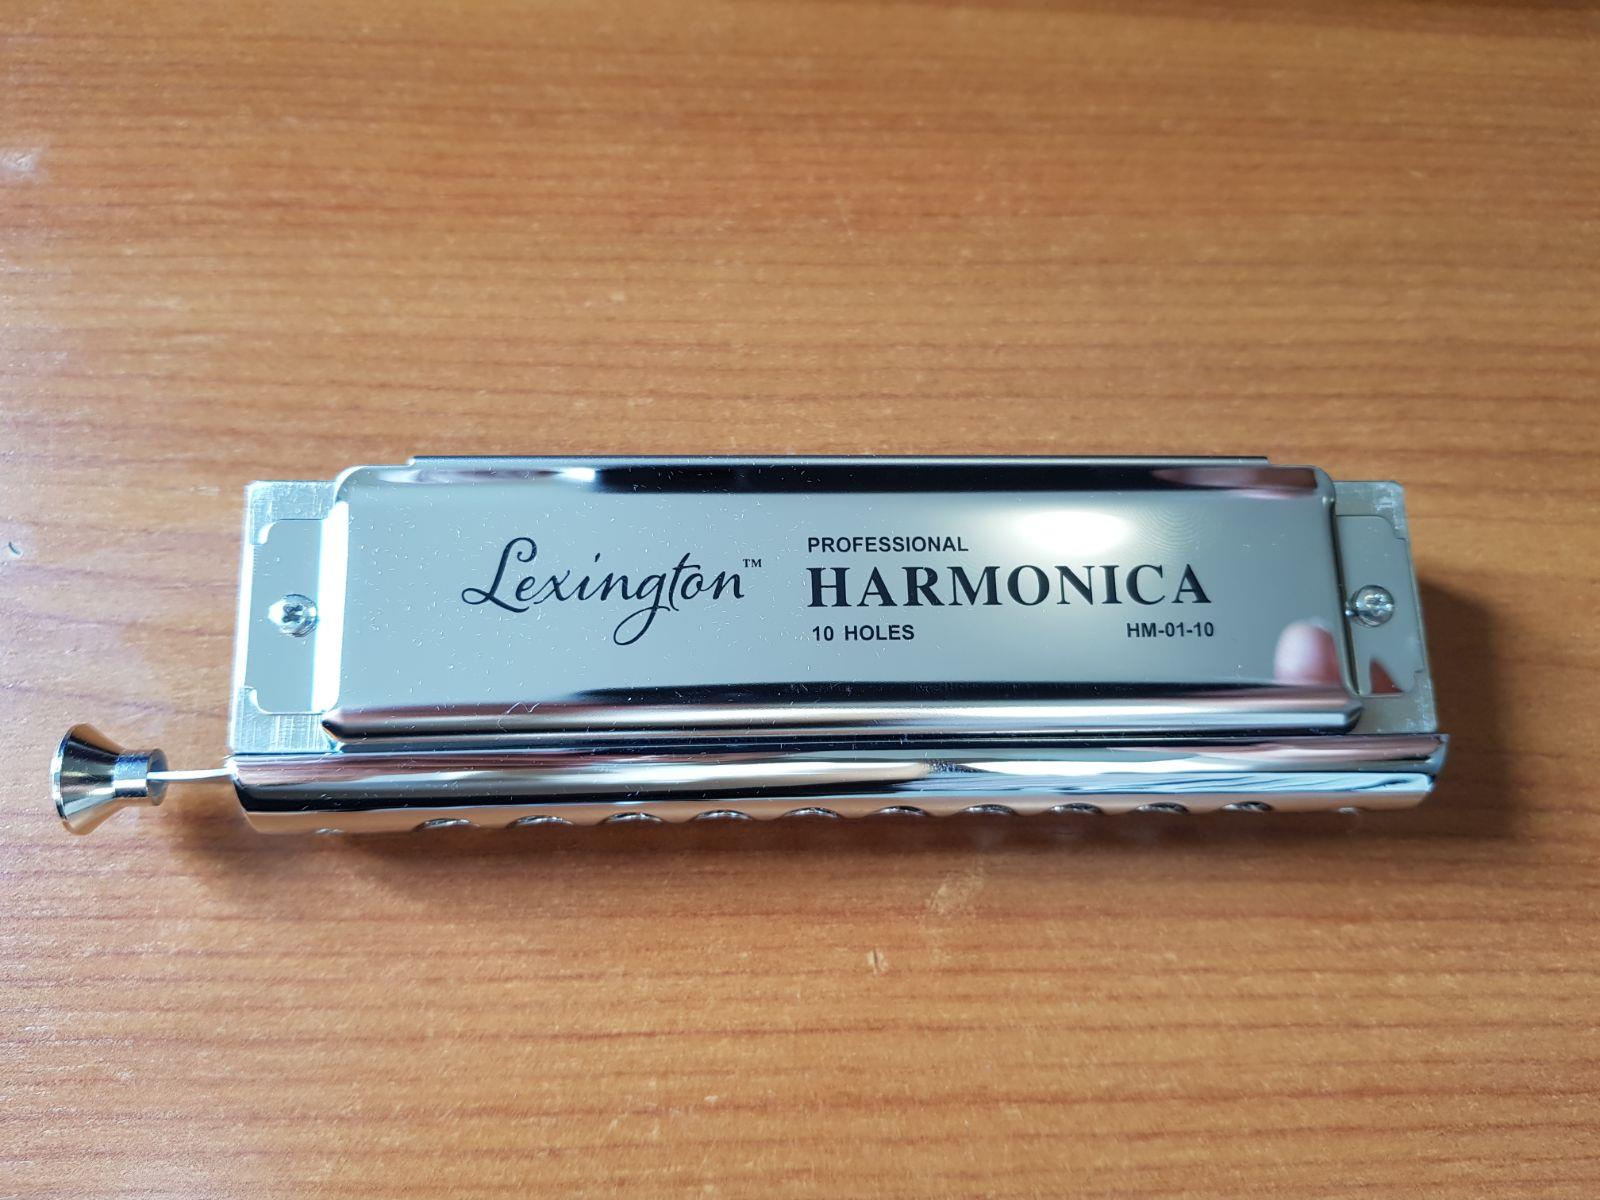 Lexington™
PROFESSIONAL
HARMONICA
10 HOLES HM-01-10